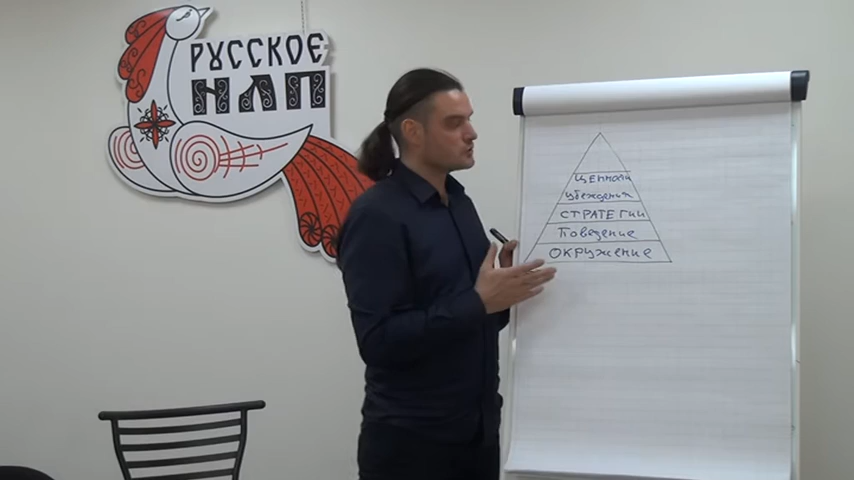 РУССКОЕ
НЛП
ЦЕННОСТИ
Убеждения
СТРАТЕГИИ
Поведение
ОКРУЖЕНИЕ